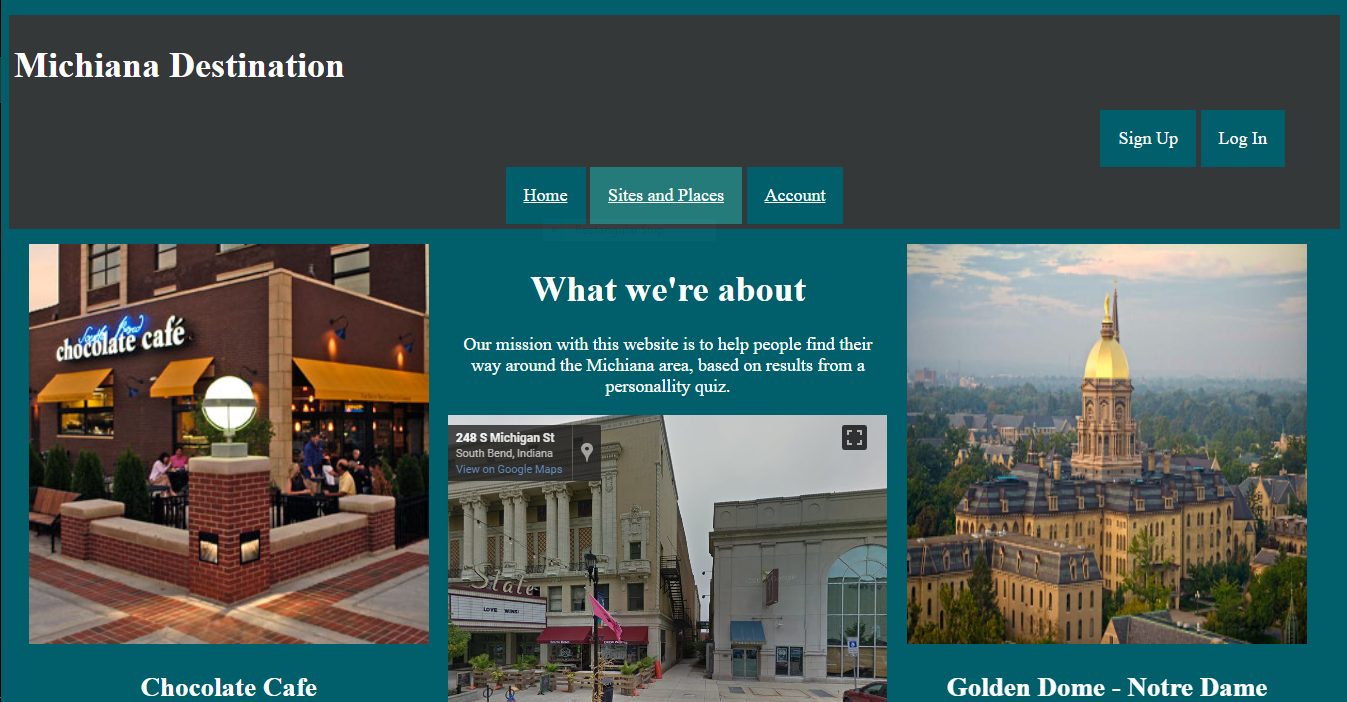 Michiana Destination
Sign Up
Log In
Home
Sites and Places
Account
South Bend
chocolate café
Chocolate Cafe
What we're about
Our mission with this website is to help people find their
way around the Michiana area, based on results from a
personallity quiz.
248 S Michigan St
South Bend, Indiana
View on Google Maps
State
LOVE WINS!
Golden Dome - Notre Dame